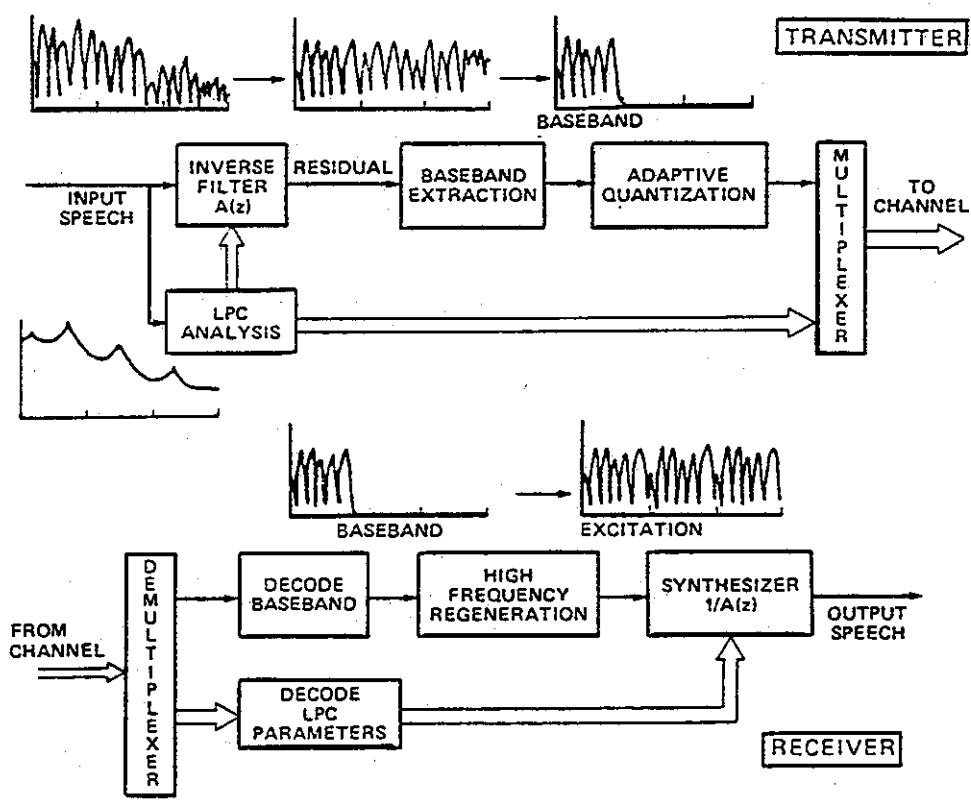 TRANSMITTER
BASEBAND
INPUT
SPEECH
INVERSE
FILTER
A(z)
RESIDUAL
BASEBAND
EXTRACTION
ADAPTIVE
QUANTIZATION
MULTIPLEXER
TO
CHANNEL
LPC
ANALYSIS
BASEBAND
EXCITATION
FROM
CHANNEL
DEMULTIPLEXER
DECODE
BASEBAND
HIGH
FREQUENCY
REGENERATION
SYNTHESIZER
1/A(z)
OUTPUT
SPEECH
DECODE
LPC
PARAMETERS
RECEIVER